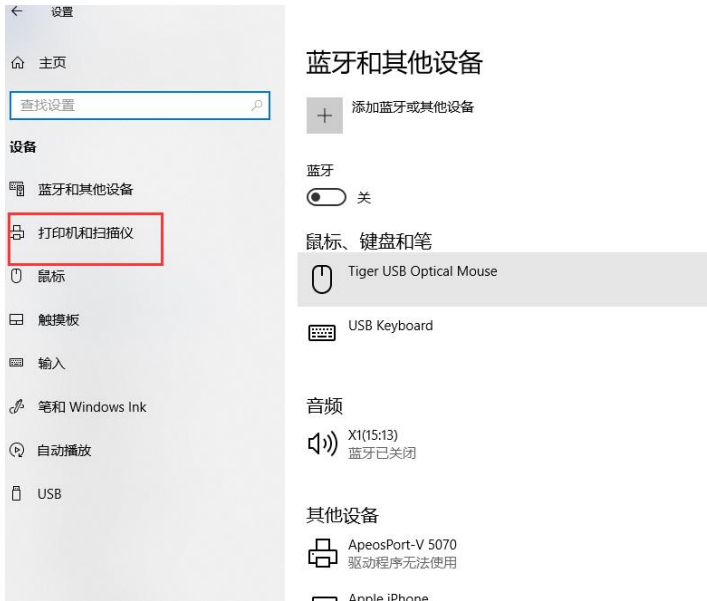 设置
主页
查找设置
设备
蓝牙和其他设备
打印机和扫描仪
鼠标
触摸板
输入
笔和 Windows Ink
自动播放
USB
蓝牙和其他设备
添加蓝牙或其他设备
蓝牙
关
鼠标、键盘和笔
Tiger USB Optical Mouse
USB Keyboard
音频
X1(15:13)
蓝牙已关闭
其他设备
ApeosPort-V 5070
驱动程序无法使用
Apple iPhone